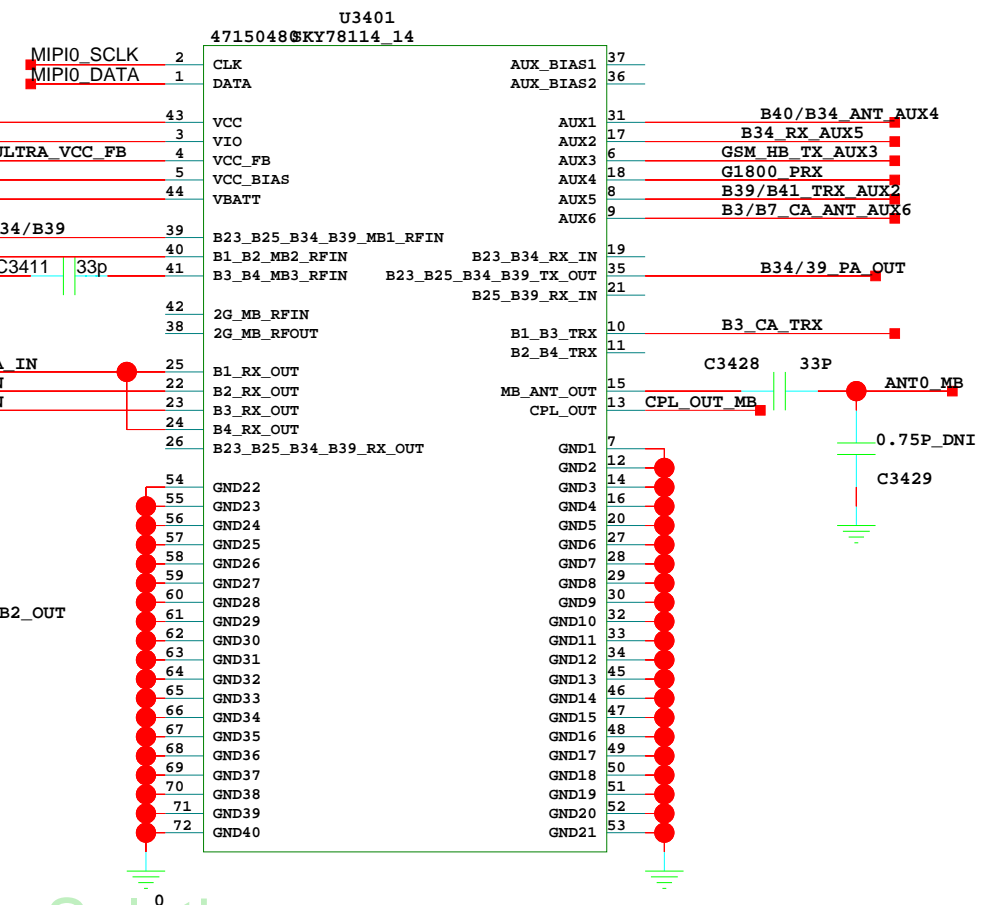 U3401
47150480 SKY78114_14
MIPI0_SCLK 2 CLK AUX_BIAS1 37
MIPI0_DATA 1 DATA AUX_BIAS2 36
43 VCC AUX1 31 B40/B34_ANT_AUX4
3 VIO AUX2 17 B34_RX_AUX5
ULTRA_VCC_FB 4 VCC_FB AUX3 6 GSM_HB_TX_AUX3
5 VCC_BIAS AUX4 18 G1800_PRX
44 VBATT AUX5 8 B39/B41_TRX_AUX2
AUX6 9 B3/B7_CA_ANT_AUX6
34/B39 39 B23_B25_B34_B39_MB1_RFIN
40 B1_B2_MB2_RFIN B23_B34_RX_IN 19
C3411 33p 41 B3_B4_MB3_RFIN B23_B25_B34_B39_TX_OUT 35 B34/39_PA_OUT
B25_B39_RX_IN 21
42 2G_MB_RFIN
38 2G_MB_RFOUT B1_B3_TRX 10 B3_CA_TRX
B2_B4_TRX 11
A_IN 25 B1_RX_OUT C3428 33P
N 22 B2_RX_OUT MB_ANT_OUT 15 ANT0_MB
N 23 B3_RX_OUT CPL_OUT 13 CPL_OUT_MB
24 B4_RX_OUT
26 B23_B25_B34_B39_RX_OUT GND1 7 0.75P_DNI
GND2 12
54 GND22 GND3 14 C3429
55 GND23 GND4 16
56 GND24 GND5 20
57 GND25 GND6 27
58 GND26 GND7 28
59 GND27 GND8 29
60 GND28 GND9 30
B2_OUT 61 GND29 GND10 32
62 GND30 GND11 33
63 GND31 GND12 34
64 GND32 GND13 45
65 GND33 GND14 46
66 GND34 GND15 47
67 GND35 GND16 48
68 GND36 GND17 49
69 GND37 GND18 50
70 GND38 GND19 51
71 GND39 GND20 52
72 GND40 GND21 53
0